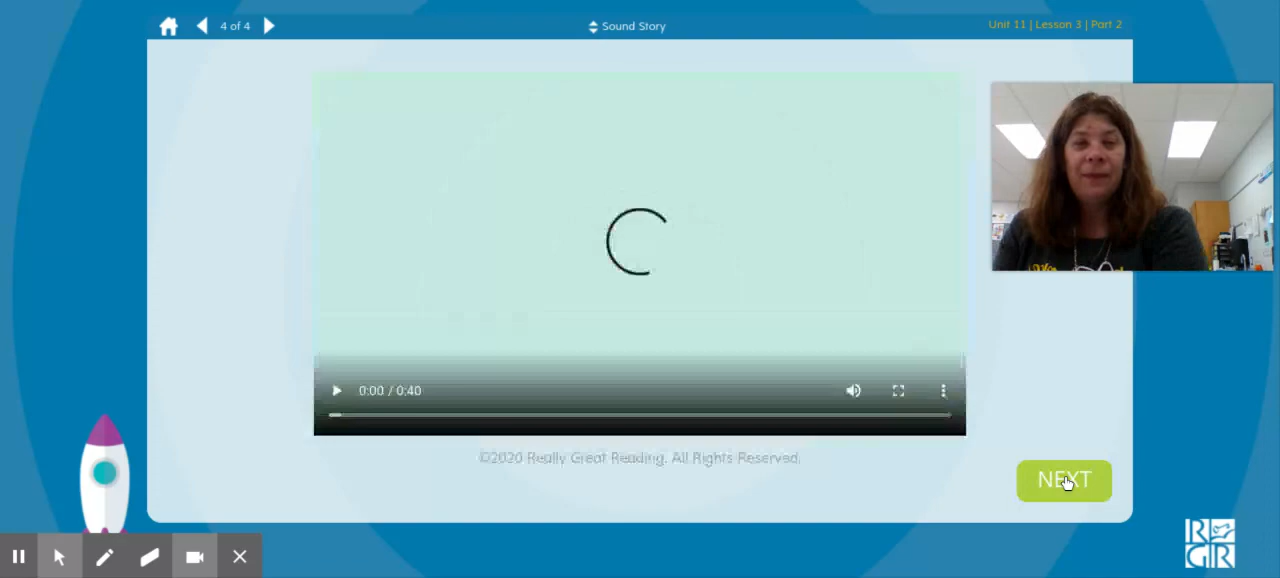 4 of 4
Sound Story
Unit 11 | Lesson 3 | Part 2
0:00 / 0:40
©2020 Really Great Reading. All Rights Reserved.
NEXT
RGR